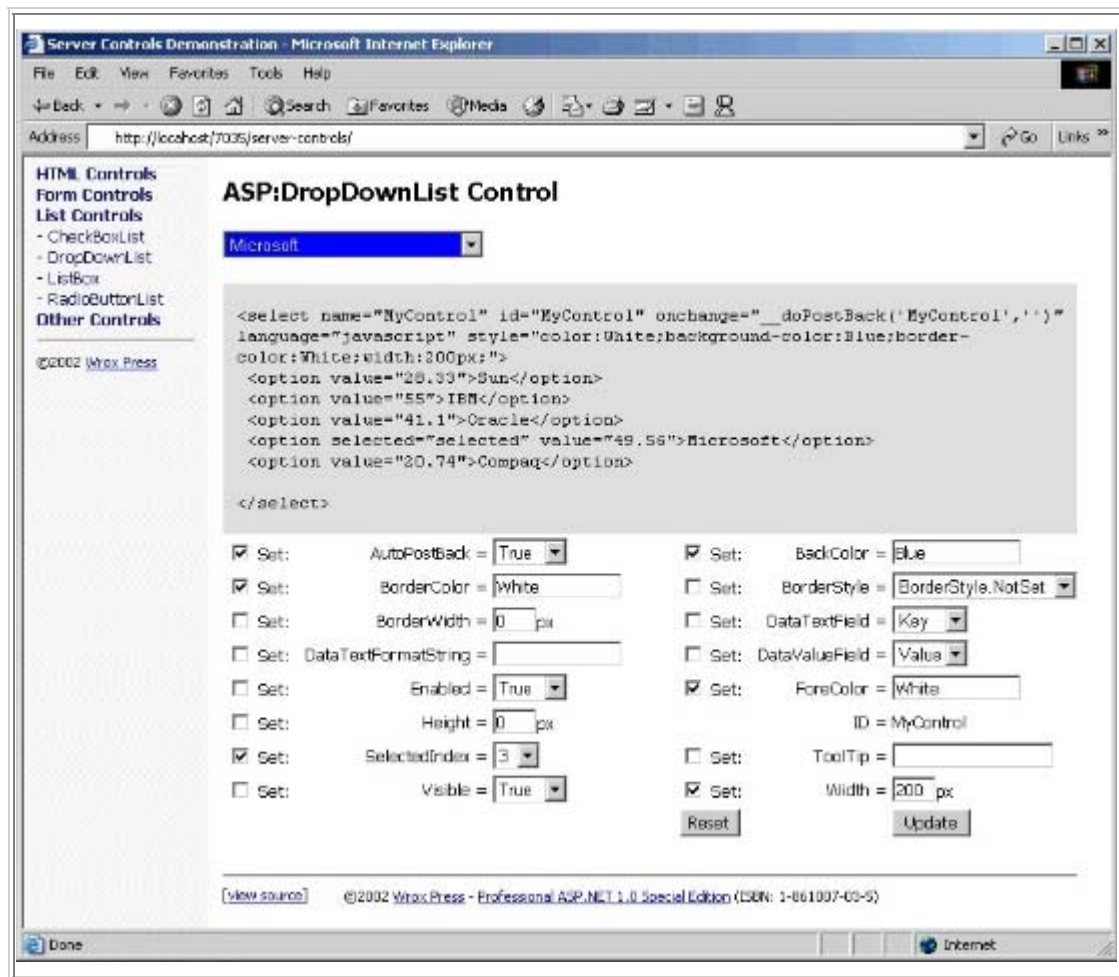 Server Controls Demonstration - Microsoft Internet Explorer
File Edit View Favorites Tools Help
Back Search Favorites Media
Address http://locahost/7035/server-controls/ Go Links »
HTML Controls
Form Controls
List Controls
- CheckBoxList
- DropDownList
- ListBox
- RadioButtonList
Other Controls
©2002 Wrox Press
ASP:DropDownList Control
Microsoft
<select name="MyControl" id="MyControl" onchange="__doPostBack('MyControl','')"
language="javascript" style="color:White;background-color:Blue;border-
color:White;width:200px;">
<option value="28.33">Sun</option>
<option value="55">IBM</option>
<option value="41.1">Oracle</option>
<option selected="selected" value="49.56">Microsoft</option>
<option value="20.74">Compaq</option>
</select>
Set: AutoPostBack = True Set: BackColor = Blue
Set: BorderColor = White Set: BorderStyle = BorderStyle.NotSet
Set: BorderWidth = 0 px Set: DataTextField = Key
Set: DataTextFormatString = Set: DataValueField = Value
Set: Enabled = True Set: ForeColor = White
Set: Height = 0 px ID = MyControl
Set: SelectedIndex = 3 Set: ToolTip =
Set: Visible = True Set: Width = 200 px
Reset Update
[view source] ©2002 Wrox Press - Professional ASP.NET 1.0 Special Edition (ISBN: 1-861007-03-5)
Done Internet